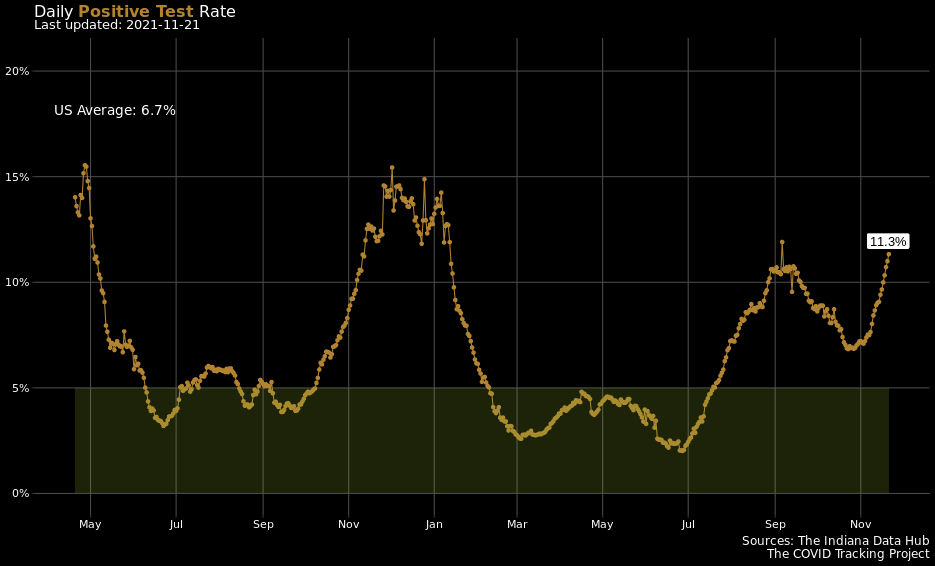 Daily Positive Test Rate
Last updated: 2021-11-21
20%
US Average: 6.7%
15%
11.3%
10%
5%
0%
May Jul Sep Nov Jan Mar May Jul Sep Nov
Sources: The Indiana Data Hub
The COVID Tracking Project